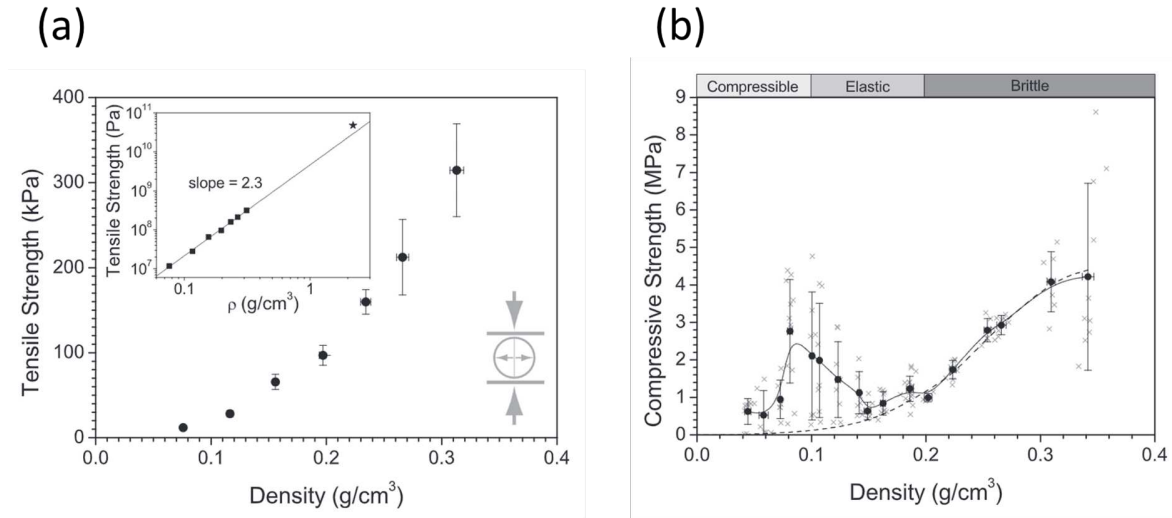 (a)
400
300
200
100
0
Tensile Strength (kPa)
0.0 0.1 0.2 0.3 0.4
Density (g/cm³)
10¹¹
10¹⁰
10⁹
10⁸
10⁷
Tensile Strength (Pa)
slope = 2.3
0.1 1
ρ (g/cm³)
(b)
Compressible Elastic Brittle
9
8
7
6
5
4
3
2
1
0
Compressive Strength (MPa)
0.0 0.1 0.2 0.3 0.4
Density (g/cm³)